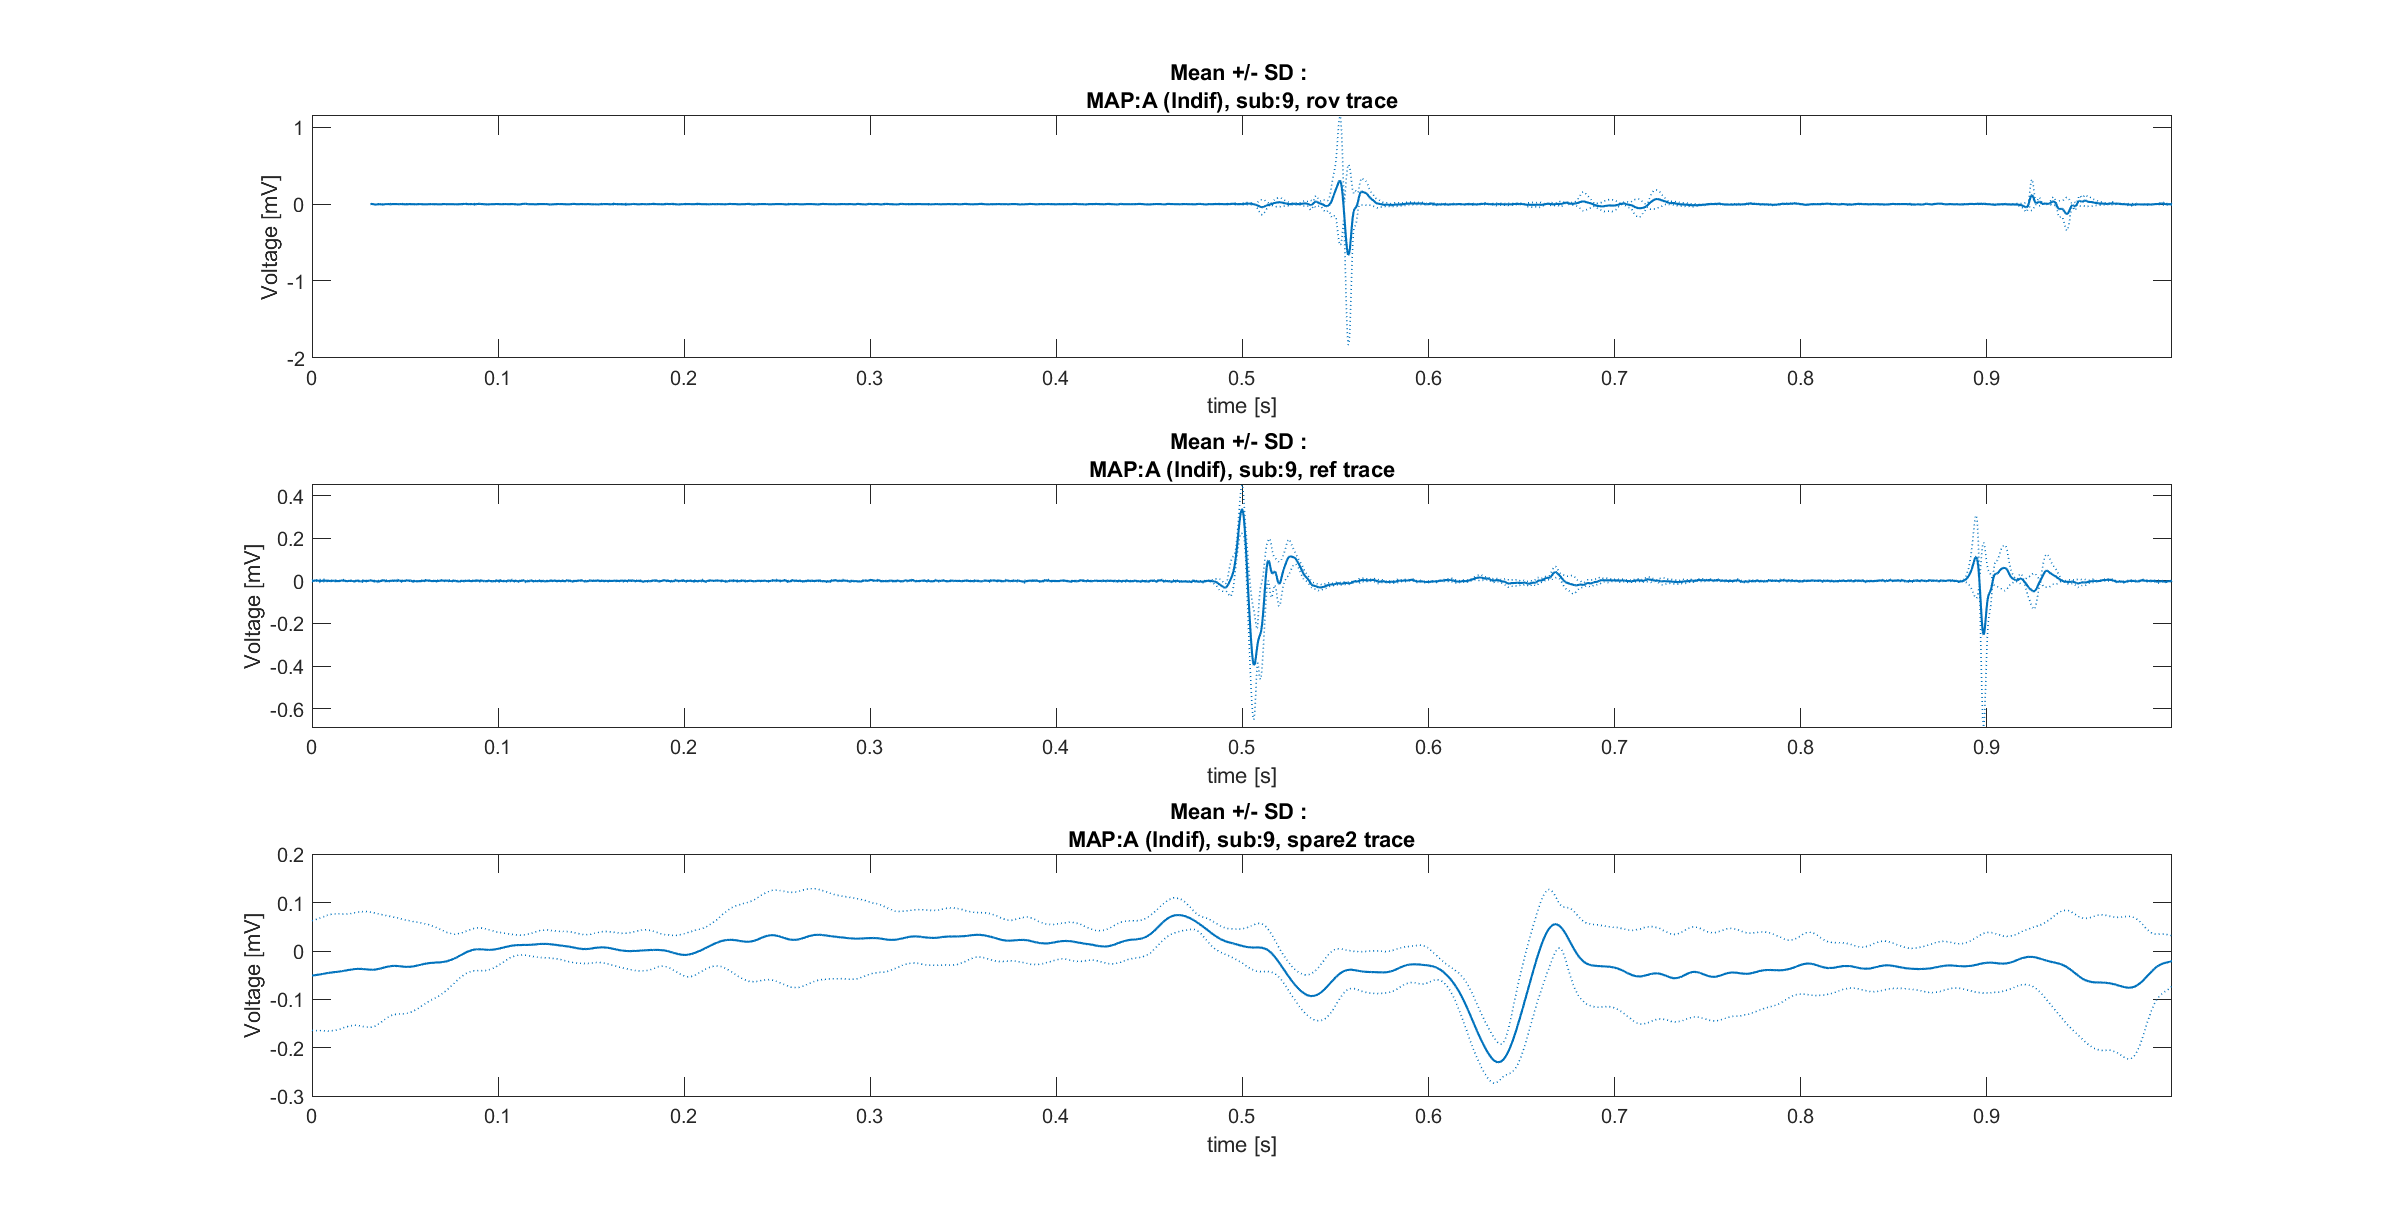 Mean +/- SD :
MAP:A (Indif), sub:9, rov trace
1
0
-1
-2
Voltage [mV]
0 0.1 0.2 0.3 0.4 0.5 0.6 0.7 0.8 0.9
time [s]
Mean +/- SD :
MAP:A (Indif), sub:9, ref trace
0.4
0.2
0
-0.2
-0.4
-0.6
Voltage [mV]
0 0.1 0.2 0.3 0.4 0.5 0.6 0.7 0.8 0.9
time [s]
Mean +/- SD :
MAP:A (Indif), sub:9, spare2 trace
0.2
0.1
0
-0.1
-0.2
-0.3
Voltage [mV]
0 0.1 0.2 0.3 0.4 0.5 0.6 0.7 0.8 0.9
time [s]